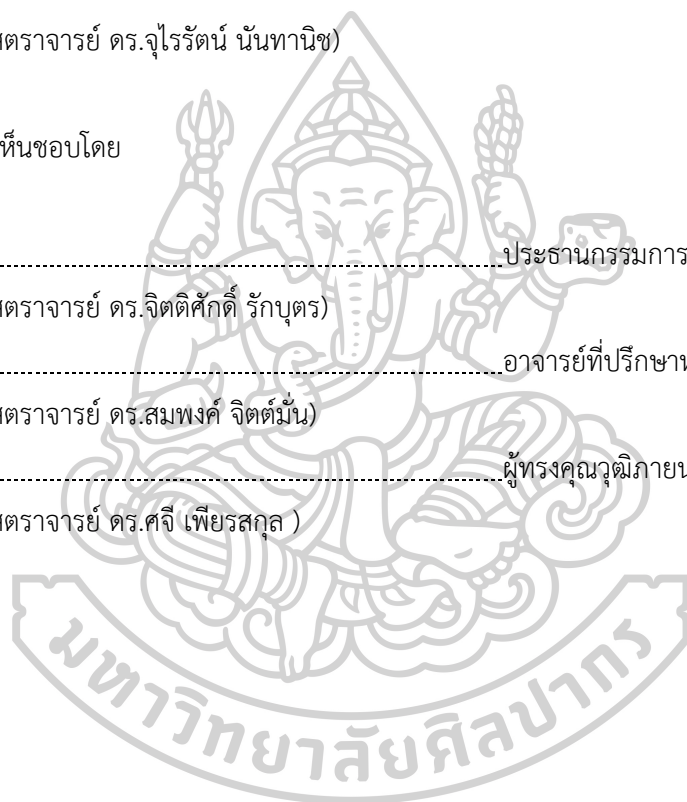 สตราจารย์ ดร.จุไรรัตน์ นันทานิช)
ห็นชอบโดย
ประธานกรรมการ
สตราจารย์ ดร.จิตติศักดิ์ รักบุตร)
อาจารย์ที่ปรึกษา
สตราจารย์ ดร.สมพงค์ จิตต์มั่น)
ผู้ทรงคุณวุฒิภายน
สตราจารย์ ดร.ศจี เพียรสกุล )
มหาวิทยาลัยศิลปากร